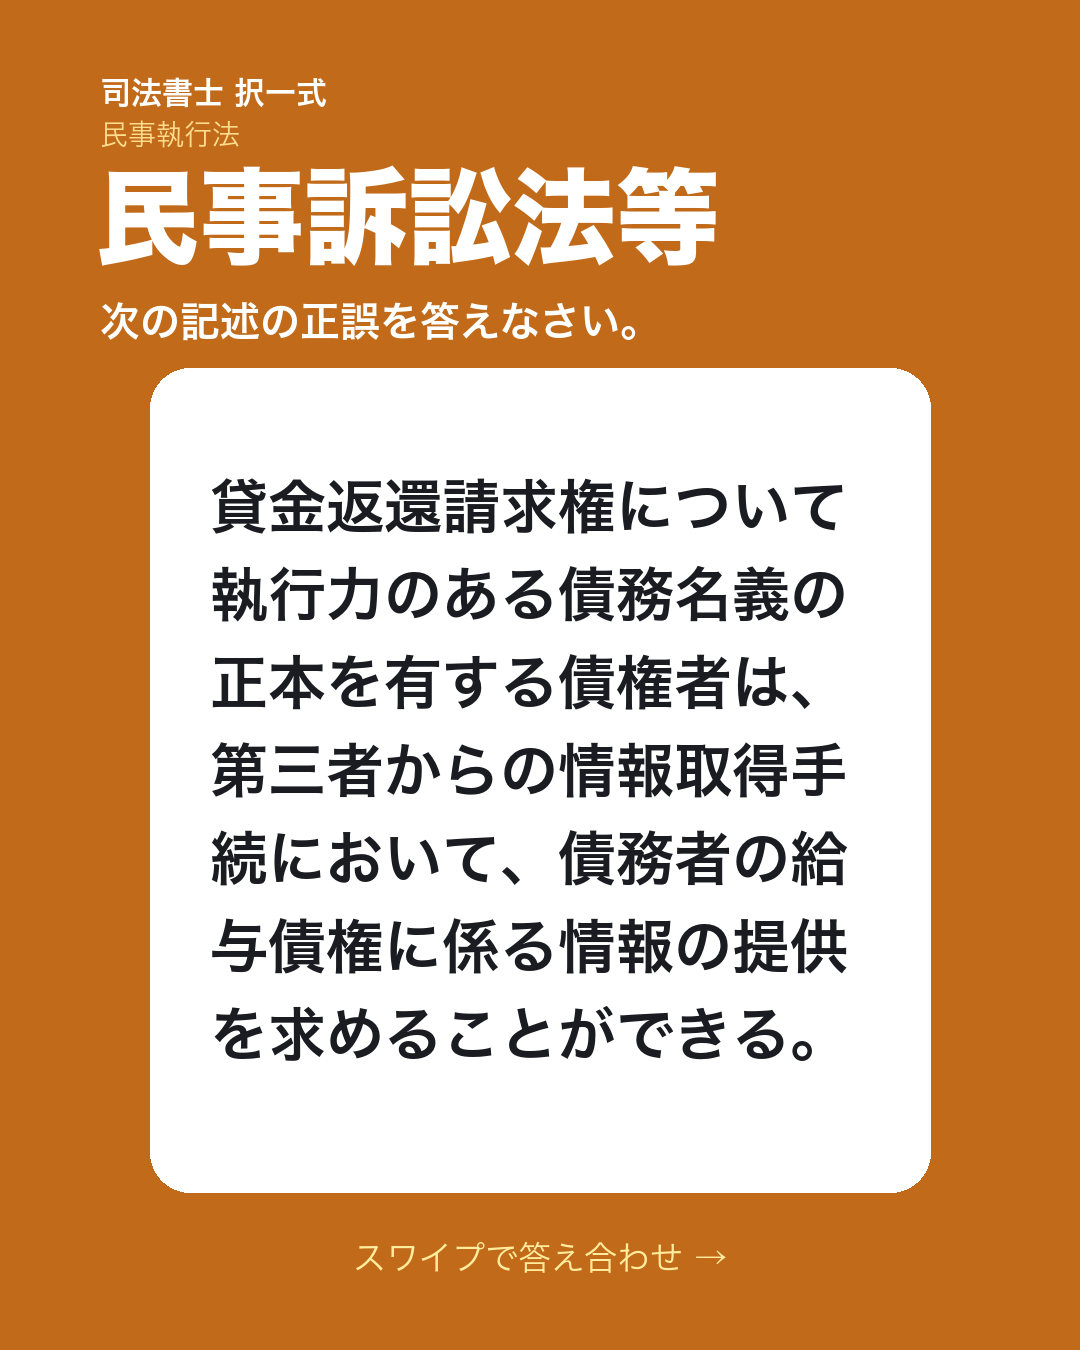 司法書士 択一式
民事執行法
民事訴訟法等
次の記述の正誤を答えなさい。
貸金返還請求権について
執行力のある債務名義の
正本を有する債権者は、
第三者からの情報取得手
続において、債務者の給
与債権に係る情報の提供
を求めることができる。
スワイプで答え合わせ →